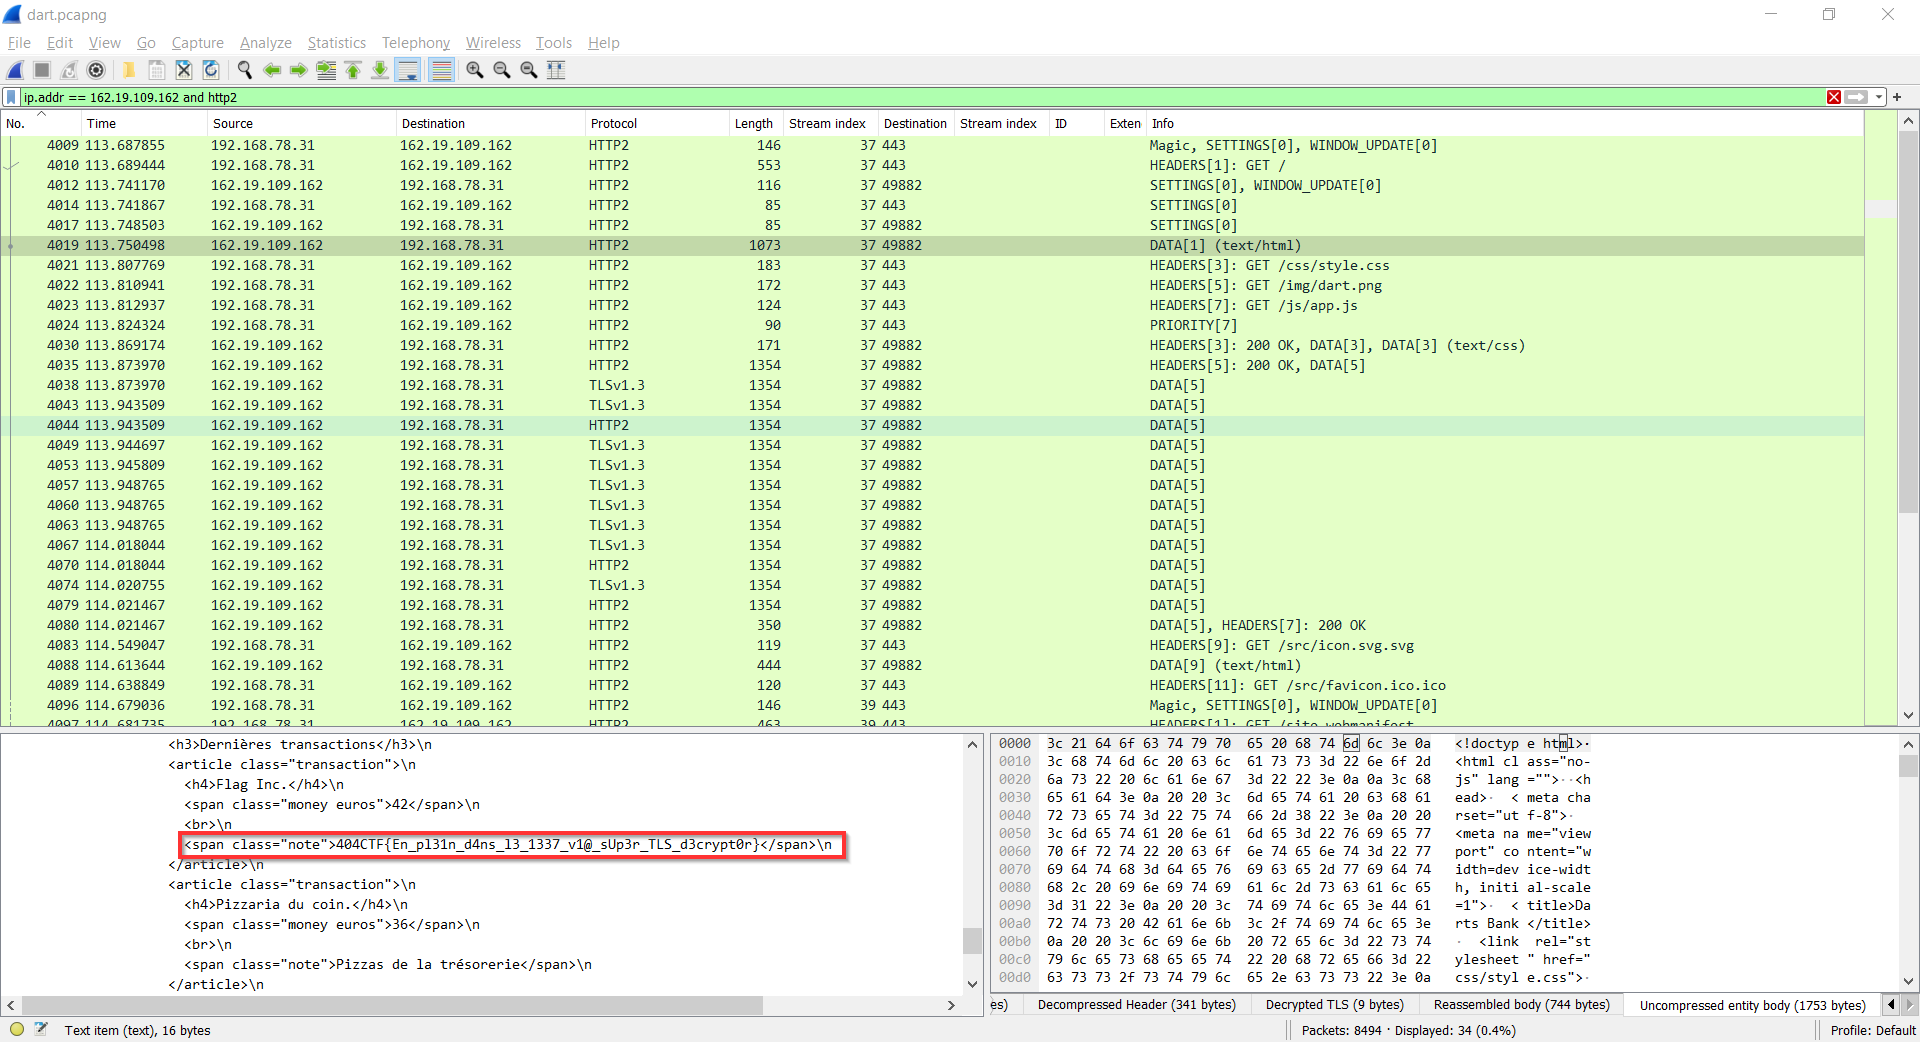 dart.pcapng
File Edit View Go Capture Analyze Statistics Telephony Wireless Tools Help
ip.addr == 162.19.109.162 and http2
No. Time Source Destination Protocol Length Stream index Destination Stream index ID Exten Info
4009 113.687855 192.168.78.31 162.19.109.162 HTTP2 146 37 443 Magic, SETTINGS[0], WINDOW_UPDATE[0]
4010 113.689444 192.168.78.31 162.19.109.162 HTTP2 553 37 443 HEADERS[1]: GET /
4012 113.741170 162.19.109.162 192.168.78.31 HTTP2 116 37 49882 SETTINGS[0], WINDOW_UPDATE[0]
4014 113.741867 192.168.78.31 162.19.109.162 HTTP2 85 37 443 SETTINGS[0]
4017 113.748503 162.19.109.162 192.168.78.31 HTTP2 85 37 49882 SETTINGS[0]
4019 113.750498 162.19.109.162 192.168.78.31 HTTP2 1073 37 49882 DATA[1] (text/html)
4021 113.807769 192.168.78.31 162.19.109.162 HTTP2 183 37 443 HEADERS[3]: GET /css/style.css
4022 113.810941 192.168.78.31 162.19.109.162 HTTP2 172 37 443 HEADERS[5]: GET /img/dart.png
4023 113.812937 192.168.78.31 162.19.109.162 HTTP2 124 37 443 HEADERS[7]: GET /js/app.js
4024 113.824324 192.168.78.31 162.19.109.162 HTTP2 90 37 443 PRIORITY[7]
4030 113.869174 162.19.109.162 192.168.78.31 HTTP2 171 37 49882 HEADERS[3]: 200 OK, DATA[3], DATA[3] (text/css)
4035 113.873970 162.19.109.162 192.168.78.31 HTTP2 1354 37 49882 HEADERS[5]: 200 OK, DATA[5]
4038 113.873970 162.19.109.162 192.168.78.31 TLSv1.3 1354 37 49882 DATA[5]
4043 113.943509 162.19.109.162 192.168.78.31 TLSv1.3 1354 37 49882 DATA[5]
4044 113.943509 162.19.109.162 192.168.78.31 HTTP2 1354 37 49882 DATA[5]
4049 113.944697 162.19.109.162 192.168.78.31 TLSv1.3 1354 37 49882 DATA[5]
4053 113.945809 162.19.109.162 192.168.78.31 TLSv1.3 1354 37 49882 DATA[5]
4057 113.948765 162.19.109.162 192.168.78.31 TLSv1.3 1354 37 49882 DATA[5]
4060 113.948765 162.19.109.162 192.168.78.31 TLSv1.3 1354 37 49882 DATA[5]
4063 113.948765 162.19.109.162 192.168.78.31 TLSv1.3 1354 37 49882 DATA[5]
4067 114.018044 162.19.109.162 192.168.78.31 TLSv1.3 1354 37 49882 DATA[5]
4070 114.018044 162.19.109.162 192.168.78.31 HTTP2 1354 37 49882 DATA[5]
4074 114.020755 162.19.109.162 192.168.78.31 TLSv1.3 1354 37 49882 DATA[5]
4079 114.021467 162.19.109.162 192.168.78.31 HTTP2 1354 37 49882 DATA[5]
4080 114.021467 162.19.109.162 192.168.78.31 HTTP2 350 37 49882 DATA[5], HEADERS[7]: 200 OK
4083 114.549047 192.168.78.31 162.19.109.162 HTTP2 119 37 443 HEADERS[9]: GET /src/icon.svg.svg
4088 114.613644 162.19.109.162 192.168.78.31 HTTP2 444 37 49882 DATA[9] (text/html)
4089 114.638849 192.168.78.31 162.19.109.162 HTTP2 120 37 443 HEADERS[11]: GET /src/favicon.ico.ico
4096 114.679036 192.168.78.31 162.19.109.162 HTTP2 146 39 443 Magic, SETTINGS[0], WINDOW_UPDATE[0]
4097 114.681735 192.168.78.31 162.19.109.162 HTTP2 463 39 443 HEADERS[1]: GET /site.webmanifest
<h3>Dernières transactions</h3>\n
<article class="transaction">\n
<h4>Flag Inc.</h4>\n
<span class="money euros">42</span>\n
<br>\n
<span class="note">404CTF{En_pl31n_d4ns_l3_1337_v1@_sUp3r_TLS_d3crypt0r}</span>\n
</article>\n
<article class="transaction">\n
<h4>Pizzaria du coin.</h4>\n
<span class="money euros">36</span>\n
<br>\n
<span class="note">Pizzas de la trésorerie</span>\n
</article>\n
0000 3c 21 64 6f 63 74 79 70 65 20 68 74 6d 6c 3e 0a <!doctyp e html>·
0010 3c 68 74 6d 6c 20 63 6c 61 73 73 3d 22 6e 6f 2d <html cl ass="no-
0020 6a 73 22 20 6c 61 6e 67 3d 22 22 3e 0a 0a 3c 68 js" lang ="">··<h
0030 65 61 64 3e 0a 20 20 3c 6d 65 74 61 20 63 68 61 ead>·  < meta cha
0040 72 73 65 74 3d 22 75 74 66 2d 38 22 3e 0a 20 20 rset="ut f-8">·
0050 3c 6d 65 74 61 20 6e 61 6d 65 3d 22 76 69 65 77 <meta na me="view
0060 70 6f 72 74 22 20 63 6f 6e 74 65 6e 74 3d 22 77 port" co ntent="w
0070 69 64 74 68 3d 64 65 76 69 63 65 2d 77 69 64 74 idth=dev ice-widt
0080 68 2c 20 69 6e 69 74 69 61 6c 2d 73 63 61 6c 65 h, initi al-scale
0090 3d 31 22 3e 0a 20 20 3c 74 69 74 6c 65 3e 44 61 =1">·  < title>Da
00a0 72 74 73 20 42 61 6e 6b 3c 2f 74 69 74 6c 65 3e rts Bank </title>
00b0 0a 20 20 3c 6c 69 6e 6b 20 72 65 6c 3d 22 73 74 ·  <link  rel="st
00c0 79 6c 65 73 68 65 65 74 22 20 68 72 65 66 3d 22 ylesheet " href="
00d0 63 73 73 2f 73 74 79 6c 65 2e 63 73 73 22 3e 0a css/styl e.css">·
es) Decompressed Header (341 bytes) Decrypted TLS (9 bytes) Reassembled body (744 bytes) Uncompressed entity body (1753 bytes)
Text item (text), 16 bytes Packets: 8494 · Displayed: 34 (0.4%) Profile: Default